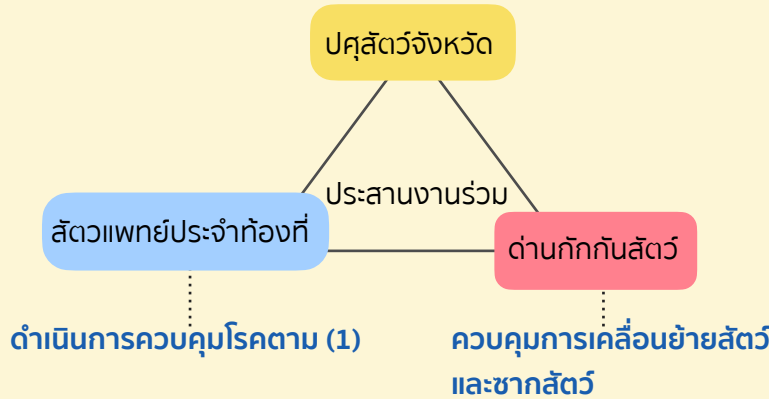 ปศุสัตว์จังหวัด
ประสานงานร่วม
สัตวแพทย์ประจำท้องที่
ด่านกักกันสัตว์
ดำเนินการควบคุมโรคตาม (1)
ควบคุมการเคลื่อนย้ายสัตว์
และซากสัตว์